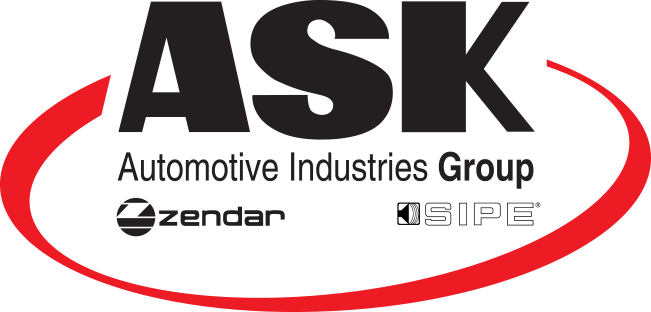 ASK
Automotive Industries Group
zendar SIPE®